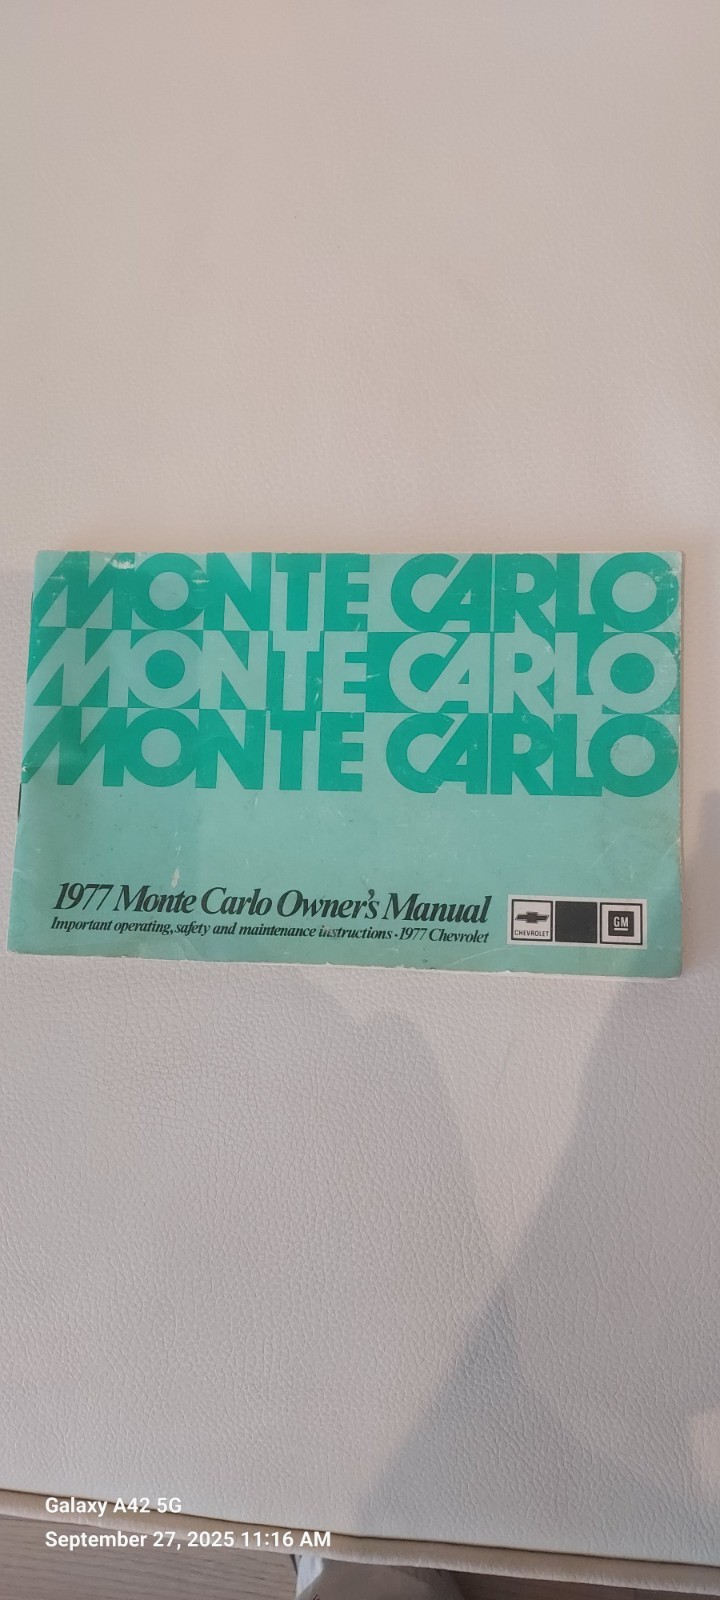 MONTE CARLO
MONTE CARLO
MONTE CARLO
1977 Monte Carlo Owner's Manual
Important operating, safety and maintenance instructions • 1977 Chevrolet
CHEVROLET
GM
Galaxy A42 5G
September 27, 2025 11:16 AM